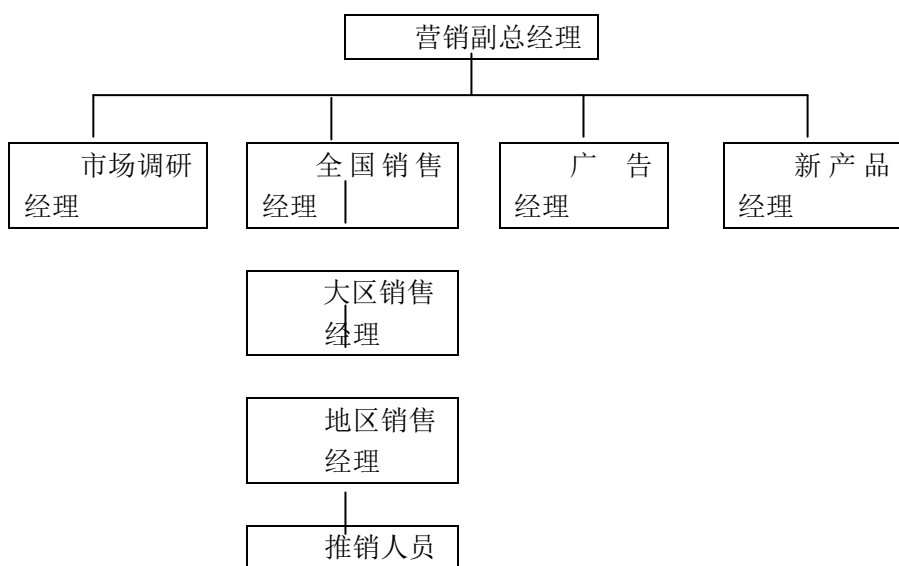 营销副总经理
市场调研
经理
全国销售
经理
广告
经理
新产品
经理
大区销售
经理
地区销售
经理
推销人员